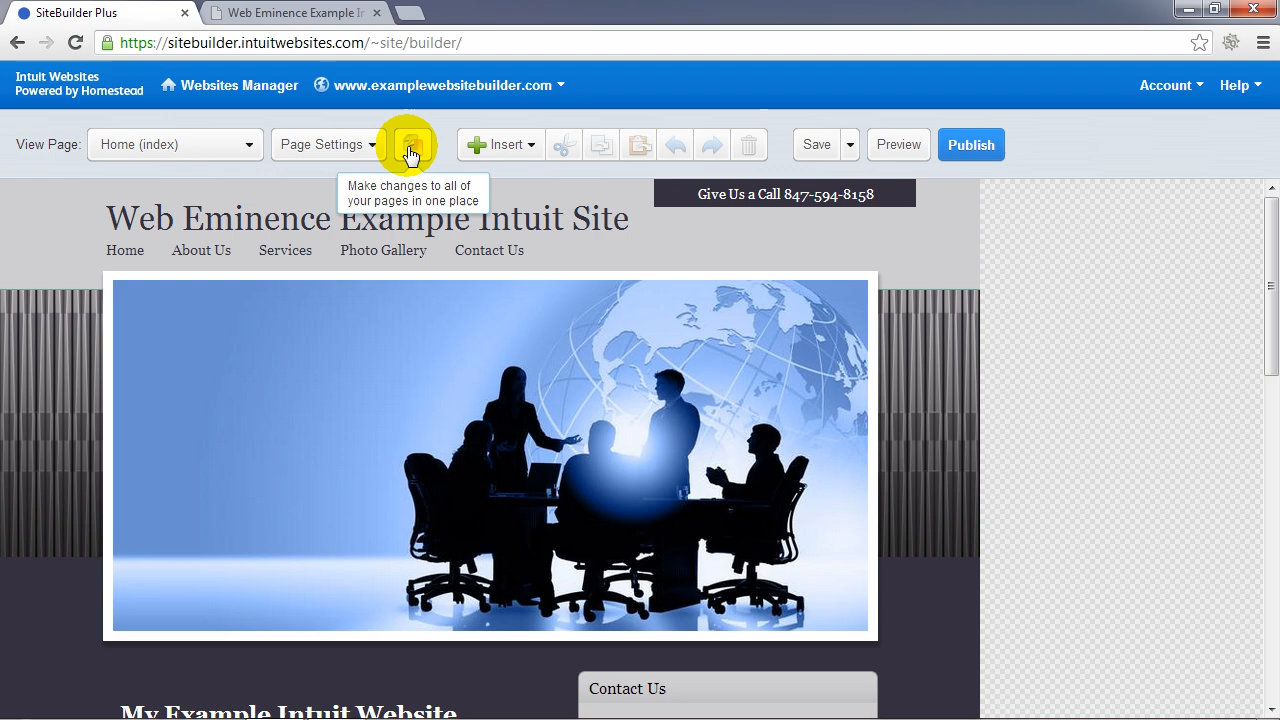 SiteBuilder Plus
Web Eminence Example In
https://sitebuilder.intuitwebsites.com/~site/builder/
Intuit Websites
Powered by Homestead
Websites Manager
www.examplewebsitebuilder.com
Account
Help
View Page:
Home (index)
Page Settings
Insert
Save
Preview
Publish
Make changes to all of
your pages in one place
Give Us a Call 847-594-8158
Web Eminence Example Intuit Site
Home About Us Services Photo Gallery Contact Us
Contact Us
My Example Intuit Website